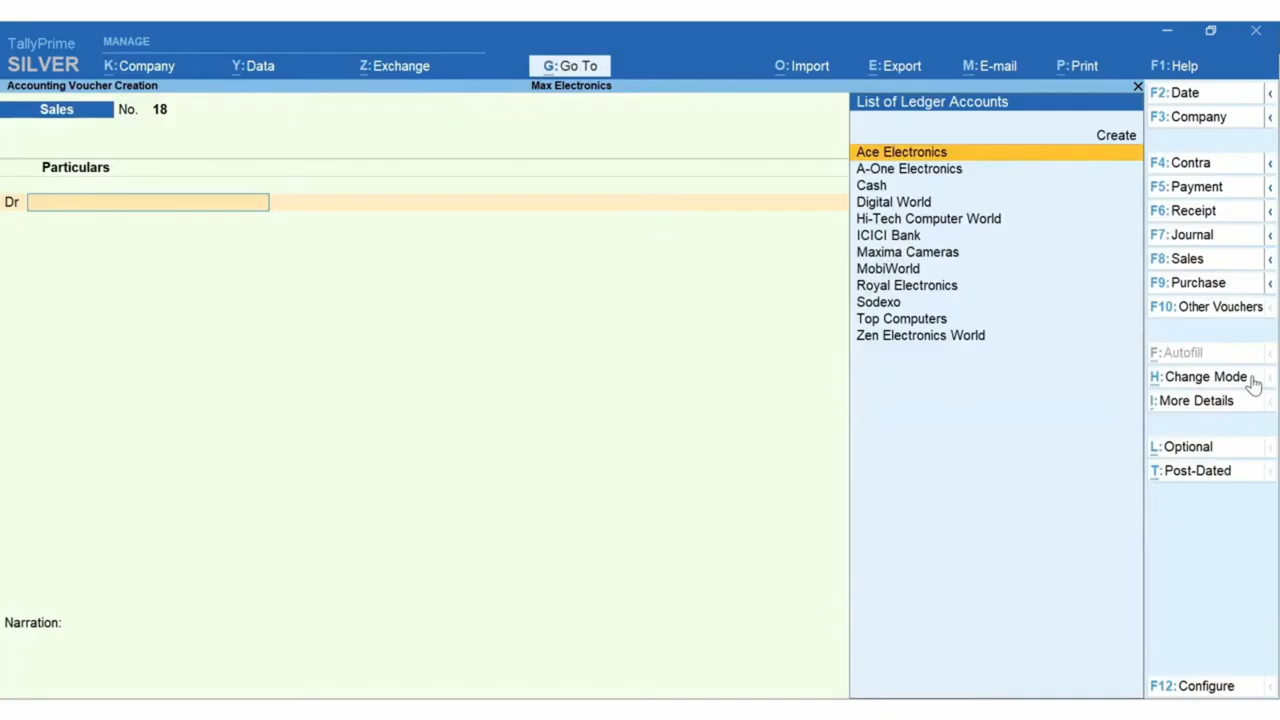 TallyPrime
SILVER
MANAGE
K:Company
Y:Data
Z:Exchange
G:Go To
O:Import
E:Export
M:E-mail
P:Print
F1:Help
Accounting Voucher Creation
Max Electronics
Sales No. 18
Particulars
Dr
Narration:
List of Ledger Accounts
Create
Ace Electronics
A-One Electronics
Cash
Digital World
Hi-Tech Computer World
ICICI Bank
Maxima Cameras
MobiWorld
Royal Electronics
Sodexo
Top Computers
Zen Electronics World
F2:Date
F3:Company
F4:Contra
F5:Payment
F6:Receipt
F7:Journal
F8:Sales
F9:Purchase
F10:Other Vouchers
F:Autofill
H:Change Mode
I:More Details
L:Optional
T:Post-Dated
F12:Configure